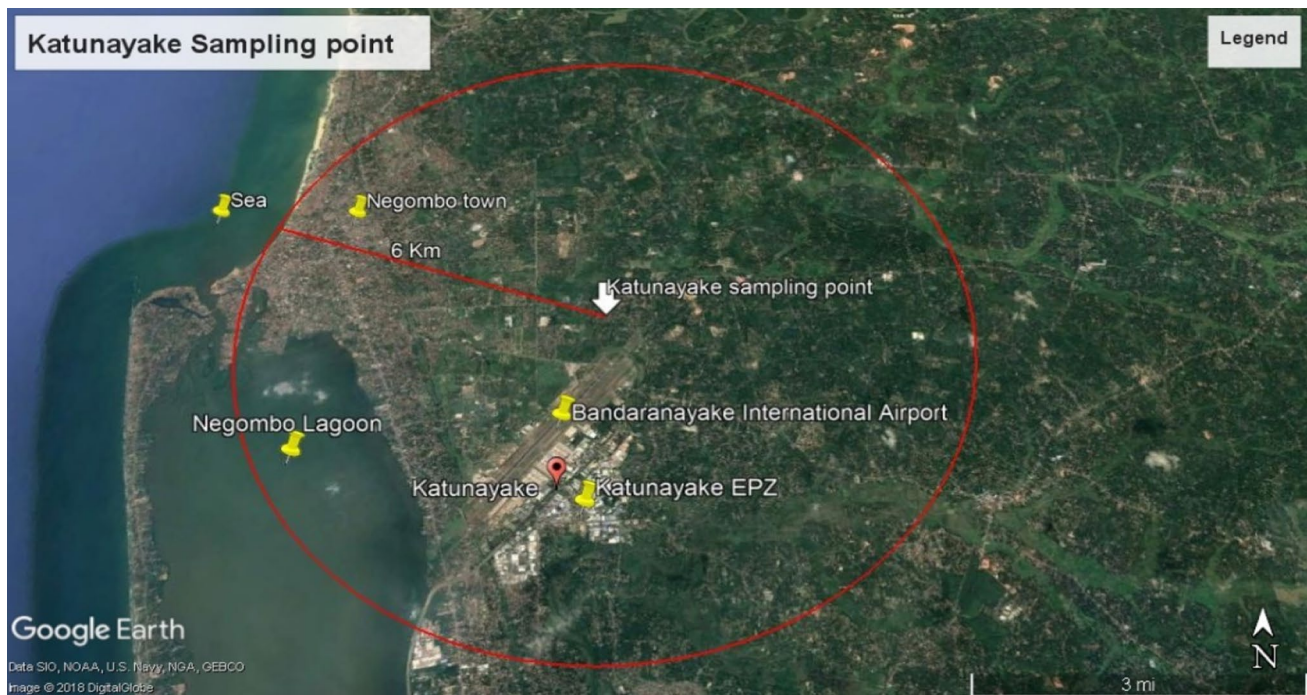 Katunayake Sampling point
Legend
Sea
Negombo town
6 Km
Katunayake sampling point
Bandaranayake International Airport
Negombo Lagoon
Katunayake
Katunayake EPZ
Google Earth
Data SIO, NOAA, U.S. Navy, NGA, GEBCO
Image © 2018 DigitalGlobe
N
3 mi